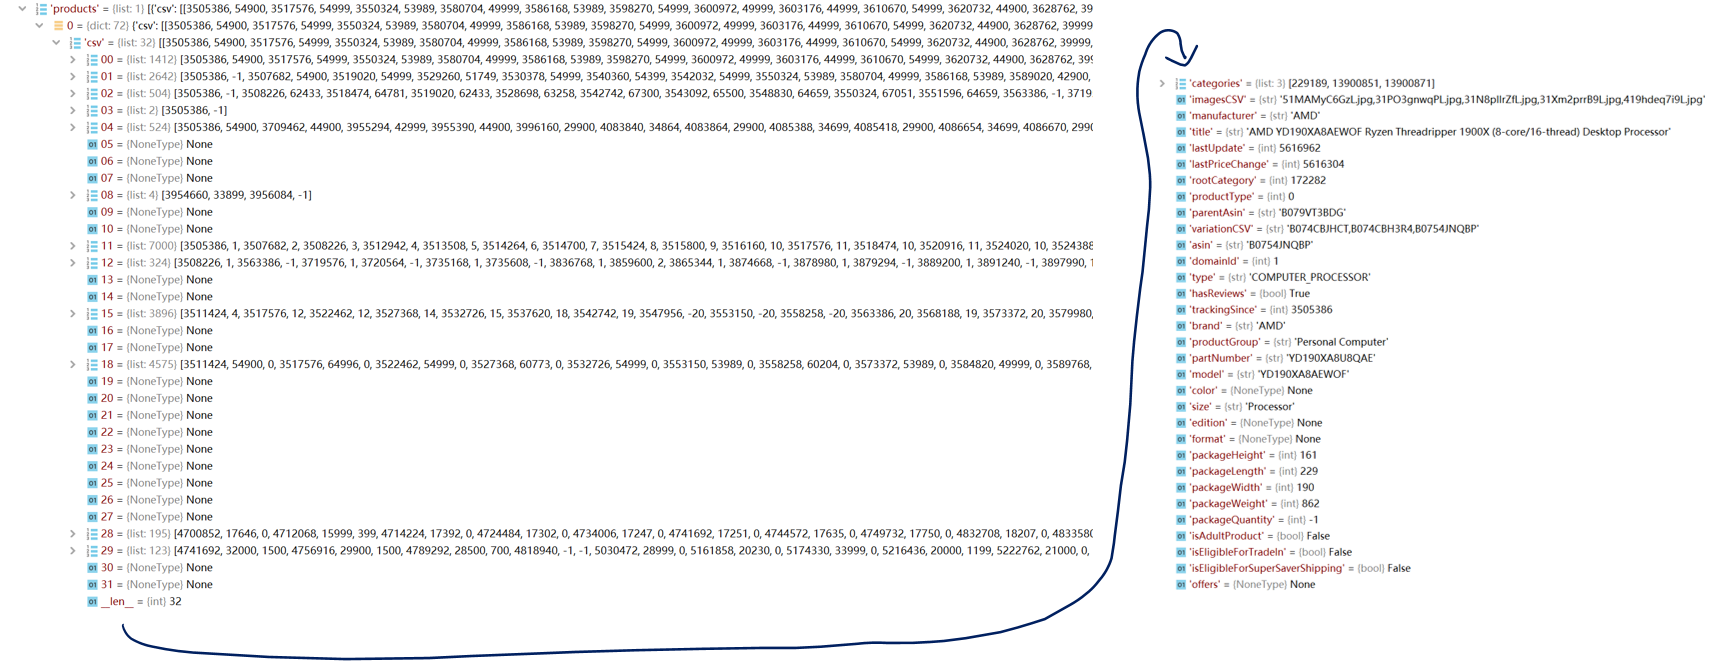 'products' = {list: 1} [{'csv': [[3505386, 54900, 3517576, 54999, 3550324, 53989, 3580704, 49999, 3586168, 53989, 3598270, 54999, 3600972, 49999, 3603176, 44999, 3610670, 54999, 3620732, 44900, 3628762, 39
0 = {dict: 72} {'csv': [[3505386, 54900, 3517576, 54999, 3550324, 53989, 3580704, 49999, 3586168, 53989, 3598270, 54999, 3600972, 49999, 3603176, 44999, 3610670, 54999, 3620732, 44900, 3628762, 39999
'csv' = {list: 32} [[3505386, 54900, 3517576, 54999, 3550324, 53989, 3580704, 49999, 3586168, 53989, 3598270, 54999, 3600972, 49999, 3603176, 44999, 3610670, 54999, 3620732, 44900, 3628762, 39999,
00 = {list: 1412} [3505386, 54900, 3517576, 54999, 3550324, 53989, 3580704, 49999, 3586168, 53989, 3598270, 54999, 3600972, 49999, 3603176, 44999, 3610670, 54999, 3620732, 44900, 3628762, 399
01 = {list: 2642} [3505386, -1, 3507682, 54900, 3519020, 54999, 3529260, 51749, 3530378, 54999, 3540360, 54399, 3542032, 54999, 3550324, 53989, 3580704, 49999, 3586168, 53989, 3589020, 42900,
02 = {list: 504} [3505386, -1, 3508226, 62433, 3518474, 64781, 3519020, 62433, 3528698, 63258, 3542742, 67300, 3543092, 65500, 3548830, 64659, 3550324, 67051, 3551596, 64659, 3563386, -1, 3719
03 = {list: 2} [3505386, -1]
04 = {list: 524} [3505386, 54900, 3709462, 44900, 3955294, 42999, 3955390, 44900, 3996160, 29900, 4083840, 34864, 4083864, 29900, 4085388, 34699, 4085418, 29900, 4086654, 34699, 4086670, 2990
05 = {NoneType} None
06 = {NoneType} None
07 = {NoneType} None
08 = {list: 4} [3954660, 33899, 3956084, -1]
09 = {NoneType} None
10 = {NoneType} None
11 = {list: 7000} [3505386, 1, 3507682, 2, 3508226, 3, 3512942, 4, 3513508, 5, 3514264, 6, 3514700, 7, 3515424, 8, 3515800, 9, 3516160, 10, 3517576, 11, 3518474, 10, 3520916, 11, 3524020, 10, 3524388
12 = {list: 324} [3508226, 1, 3563386, -1, 3719576, 1, 3720564, -1, 3735168, 1, 3735608, -1, 3836768, 1, 3859600, 2, 3865344, 1, 3874668, -1, 3878980, 1, 3879294, -1, 3889200, 1, 3891240, -1, 3897990, 1
13 = {NoneType} None
14 = {NoneType} None
15 = {list: 3896} [3511424, 4, 3517576, 12, 3522462, 12, 3527368, 14, 3532726, 15, 3537620, 18, 3542742, 19, 3547956, -20, 3553150, -20, 3558258, -20, 3563386, 20, 3568188, 19, 3573372, 20, 3579980,
16 = {NoneType} None
17 = {NoneType} None
18 = {list: 4575} [3511424, 54900, 0, 3517576, 64996, 0, 3522462, 54999, 0, 3527368, 60773, 0, 3532726, 54999, 0, 3553150, 53989, 0, 3558258, 60204, 0, 3573372, 53989, 0, 3584820, 49999, 0, 3589768,
19 = {NoneType} None
20 = {NoneType} None
21 = {NoneType} None
22 = {NoneType} None
23 = {NoneType} None
24 = {NoneType} None
25 = {NoneType} None
26 = {NoneType} None
27 = {NoneType} None
28 = {list: 195} [4700852, 17646, 0, 4712068, 15999, 399, 4714224, 17392, 0, 4724484, 17302, 0, 4734006, 17247, 0, 4741692, 17251, 0, 4744572, 17635, 0, 4749732, 17750, 0, 4832708, 18207, 0, 4833580
29 = {list: 123} [4741692, 32000, 1500, 4756916, 29900, 1500, 4789292, 28500, 700, 4818940, -1, -1, 5030472, 28999, 0, 5161858, 20230, 0, 5174330, 33999, 0, 5216436, 20000, 1199, 5222762, 21000, 0,
30 = {NoneType} None
31 = {NoneType} None
__len__ = {int} 32
'categories' = {list: 3} [229189, 13900851, 13900871]
'imagesCSV' = {str} '51MAMyC6GzL.jpg,31PO3gnwqPL.jpg,31N8pllrZfL.jpg,31Xm2prrB9L.jpg,419hdeq7i9L.jpg'
'manufacturer' = {str} 'AMD'
'title' = {str} 'AMD YD190XA8AEWOF Ryzen Threadripper 1900X (8-core/16-thread) Desktop Processor'
'lastUpdate' = {int} 5616962
'lastPriceChange' = {int} 5616304
'rootCategory' = {int} 172282
'productType' = {int} 0
'parentAsin' = {str} 'B079VT3BDG'
'variationCSV' = {str} 'B074CBJHCT,B074CBH3R4,B0754JNQBP'
'asin' = {str} 'B0754JNQBP'
'domainId' = {int} 1
'type' = {str} 'COMPUTER_PROCESSOR'
'hasReviews' = {bool} True
'trackingSince' = {int} 3505386
'brand' = {str} 'AMD'
'productGroup' = {str} 'Personal Computer'
'partNumber' = {str} 'YD190XA8U8QAE'
'model' = {str} 'YD190XA8AEWOF'
'color' = {NoneType} None
'size' = {str} 'Processor'
'edition' = {NoneType} None
'format' = {NoneType} None
'packageHeight' = {int} 161
'packageLength' = {int} 229
'packageWidth' = {int} 190
'packageWeight' = {int} 862
'packageQuantity' = {int} -1
'isAdultProduct' = {bool} False
'isEligibleForTradeIn' = {bool} False
'isEligibleForSuperSaverShipping' = {bool} False
'offers' = {NoneType} None